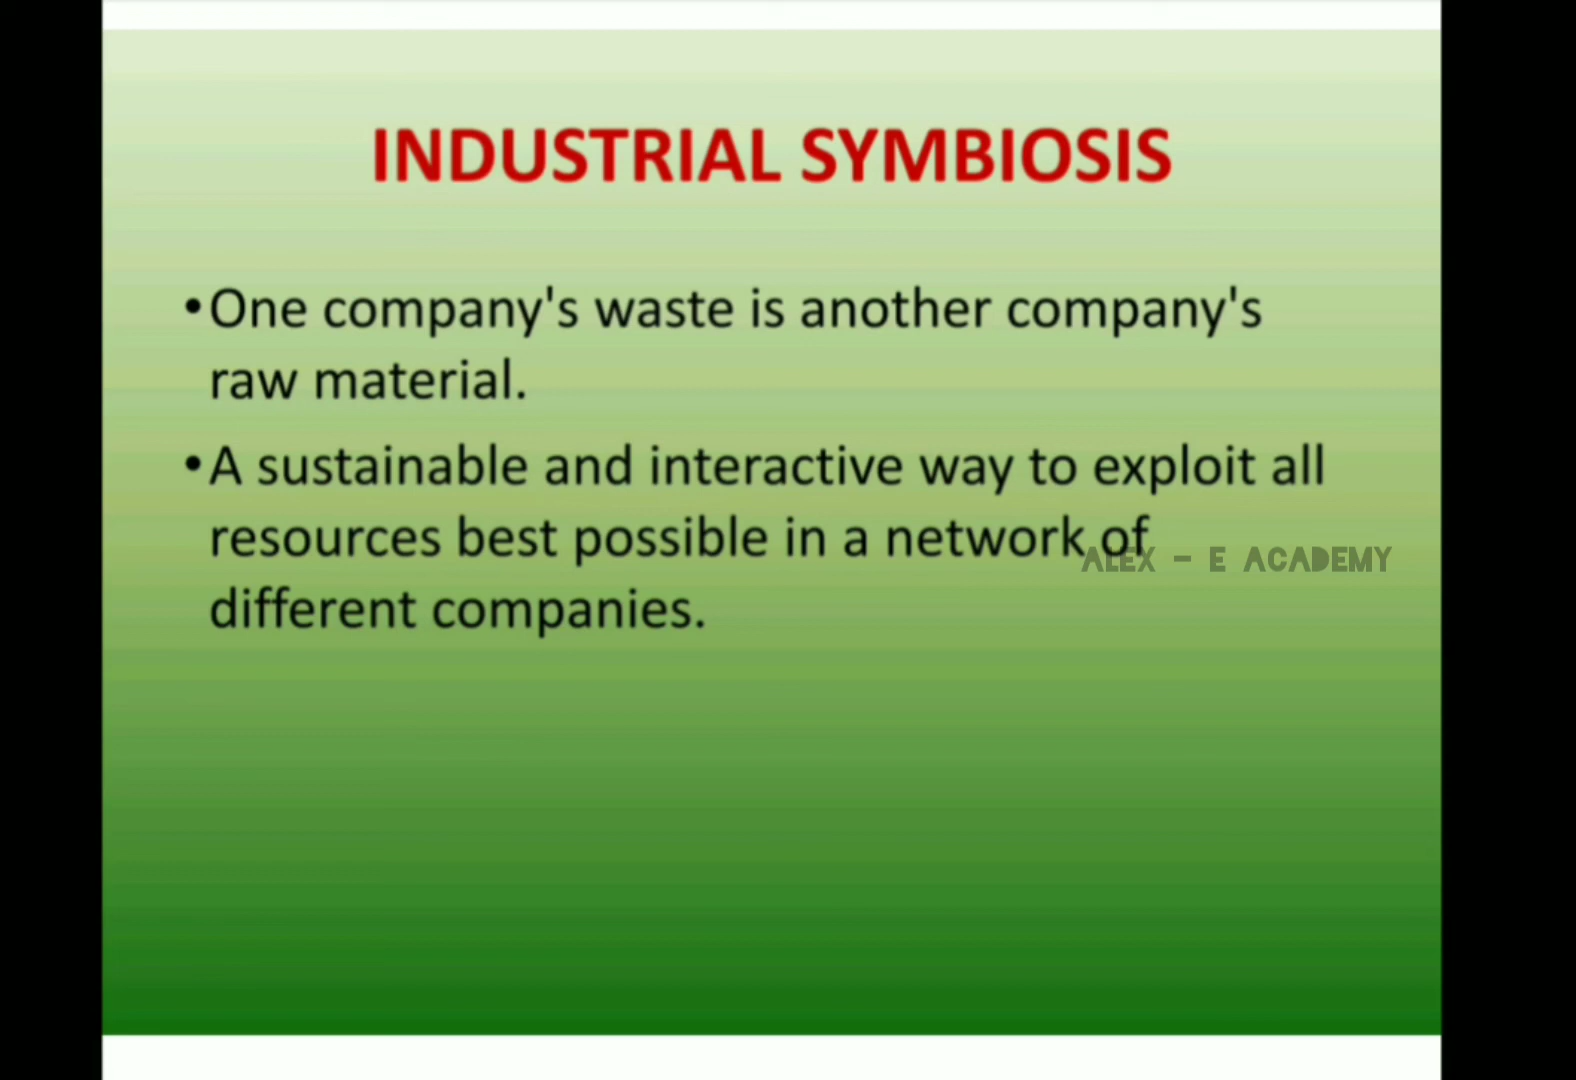 INDUSTRIAL SYMBIOSIS
•One company's waste is another company's
raw material.
•A sustainable and interactive way to exploit all
resources best possible in a network of
different companies.
ALEX - E ACADEMY